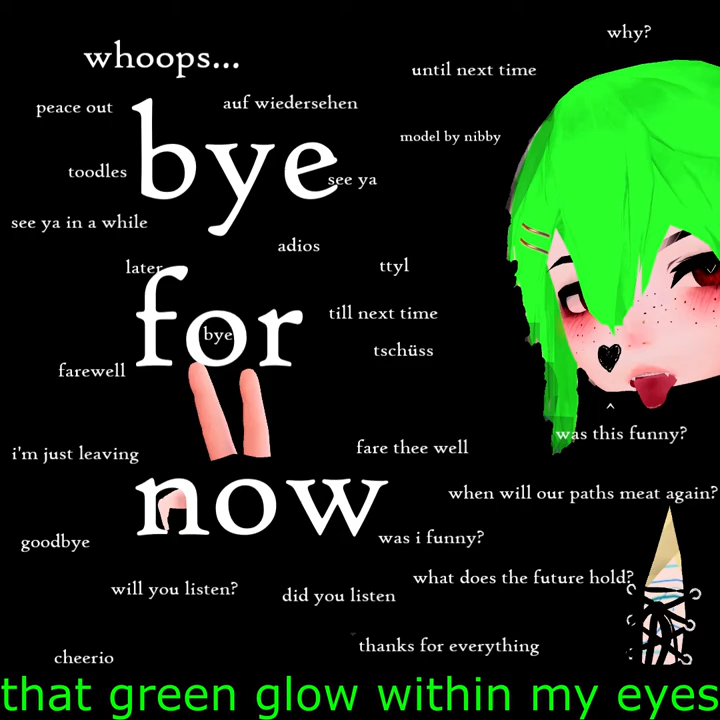 why?
whoops...
until next time
peace out
auf wiedersehen
bye
model by nibby
toodles
see ya
see ya in a while
adios
later
ttyl
for
bye
till next time
tschüss
farewell
was this funny?
i'm just leaving
fare thee well
now
when will our paths meat again?
goodbye
was i funny?
what does the future hold?
will you listen?
did you listen
thanks for everything
cheerio
that green glow within my eyes